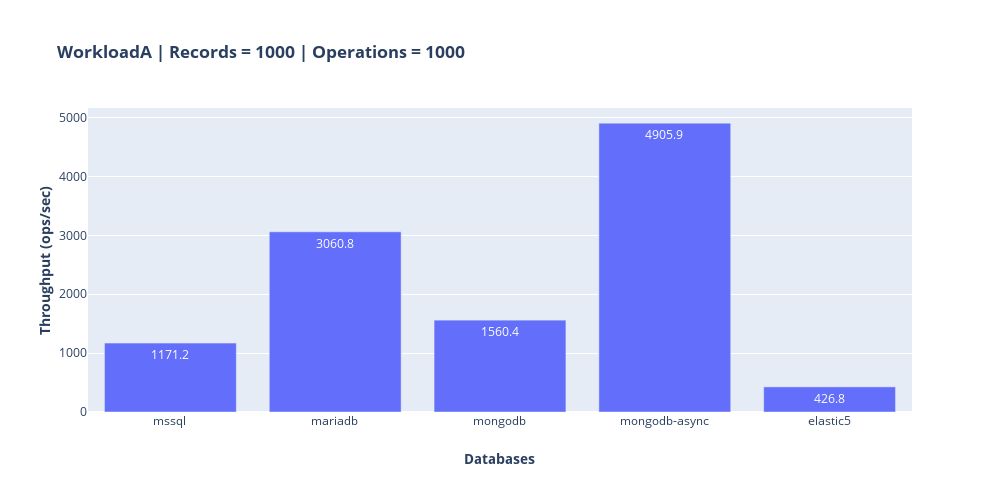 WorkloadA | Records = 1000 | Operations = 1000
Throughput (ops/sec)
5000
4000
3000
2000
1000
0
1171.2
3060.8
1560.4
4905.9
426.8
mssql
mariadb
mongodb
mongodb-async
elastic5
Databases